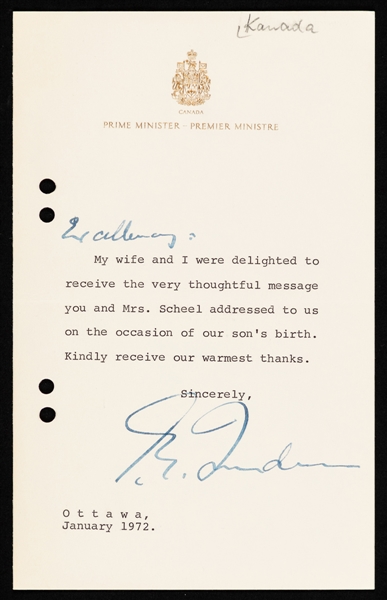 Kanada
CANADA
PRIME MINISTER - PREMIER MINISTRE
Excellency:
My wife and I were delighted to
receive the very thoughtful message
you and Mrs. Scheel addressed to us
on the occasion of our son's birth.
Kindly receive our warmest thanks.
Sincerely,
Ottawa,
January 1972.